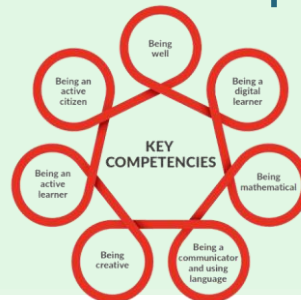 Being
well
Being a
digital
learner
Being
mathematical
Being a
communicator
and using
language
Being
creative
Being an
active
learner
Being an
active
citizen
KEY
COMPETENCIES